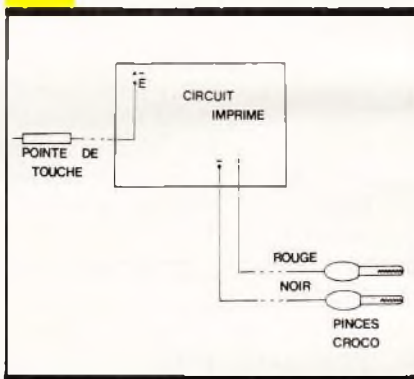 E
CIRCUIT
IMPRIME
POINTE DE
TOUCHE
ROUGE
NOIR
PINCES
CROCO